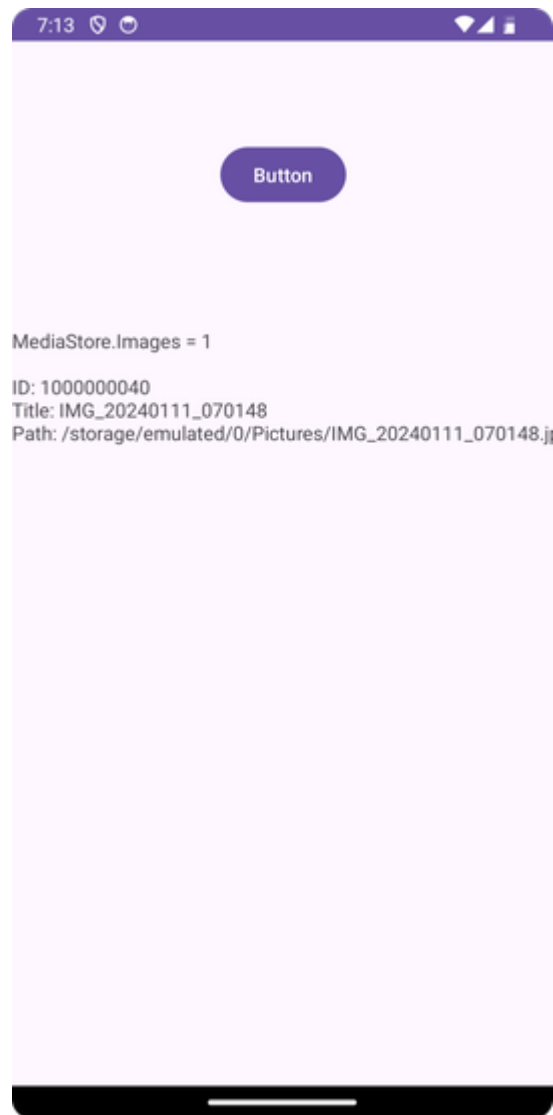 7:13
Button
MediaStore.Images = 1
ID: 1000000040
Title: IMG_20240111_070148
Path: /storage/emulated/0/Pictures/IMG_20240111_070148.jp